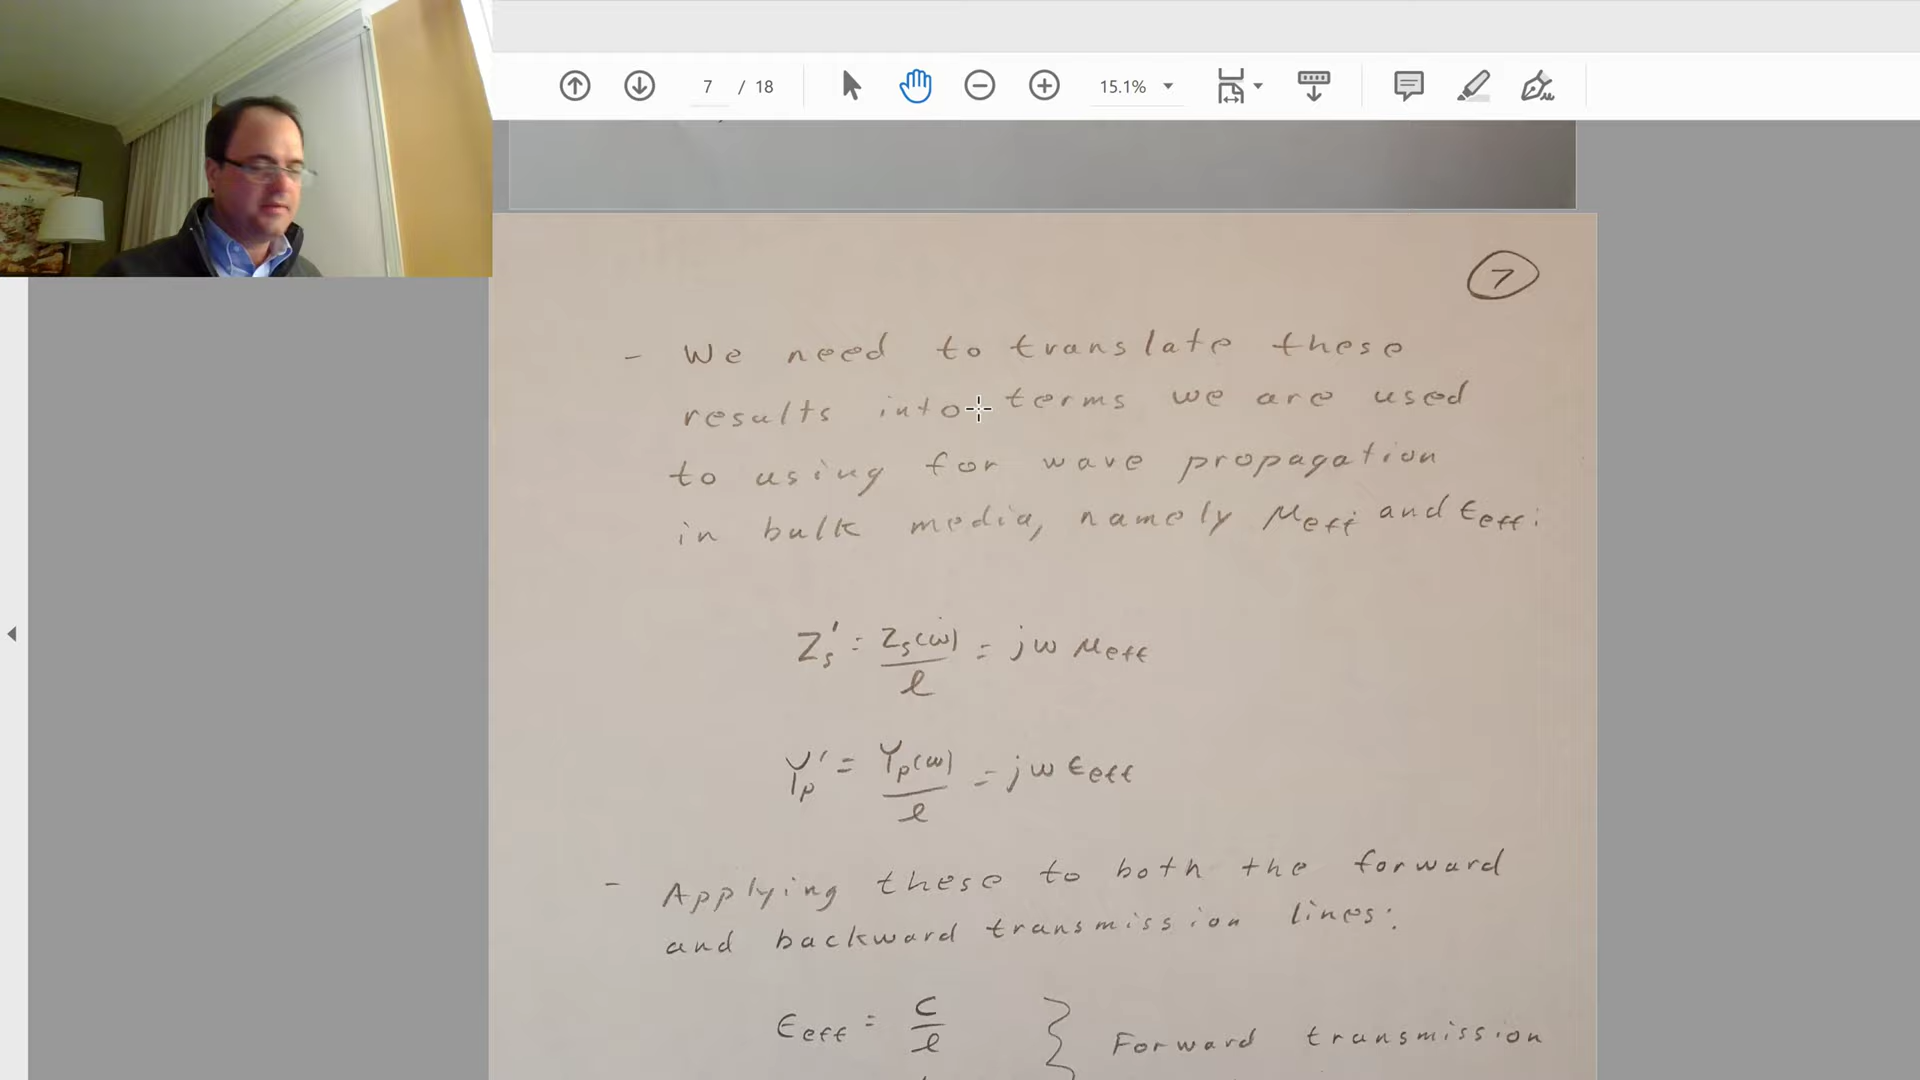 7 / 18
15.1%
7
- We need to translate these
results into terms we are used
to using for wave propagation
in bulk media, namely μeff and εeff:
Zs' = Zs(ω)/ℓ = jω μeff
Yp' = Yp(ω)/ℓ = jω εeff
- Applying these to both the forward
and backward transmission lines:
εeff = C/ℓ } Forward transmission